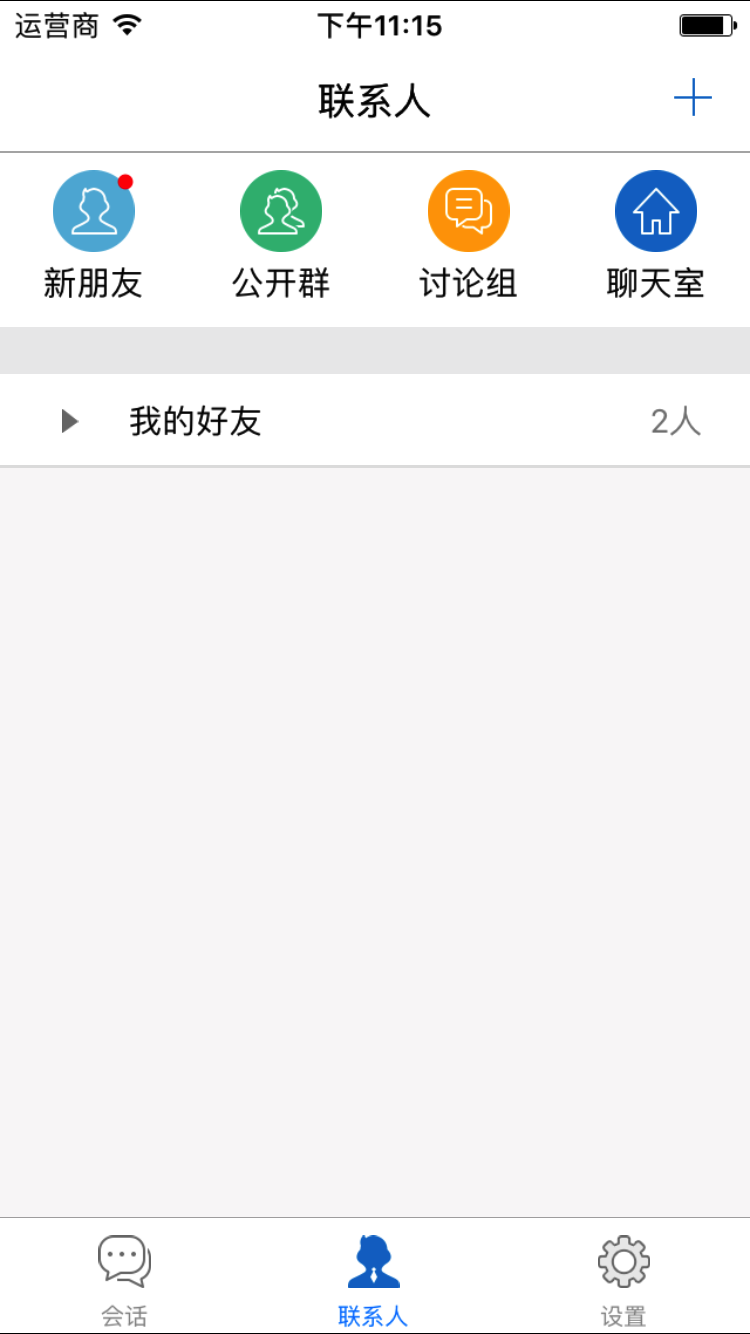 运营商 下午11:15
联系人
新朋友 公开群 讨论组 聊天室
我的好友 2人
会话 联系人 设置